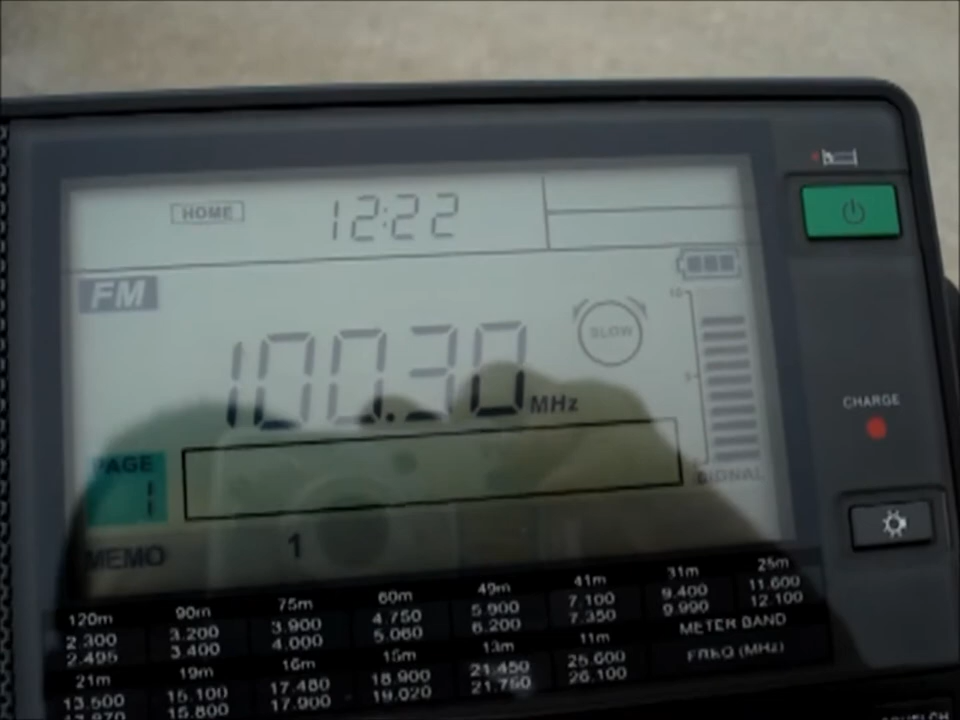 HOME 12:22
FM
100.30 MHz
SLOW
10
5
SIGNAL
PAGE
1
MEMO 1
CHARGE
120m 90m 75m 60m 49m 41m 31m 25m
2.300 3.200 3.900 4.750 5.900 7.100 9.400 11.600
2.495 3.400 4.000 5.060 6.200 7.350 9.990 12.100
21m 19m 16m 15m 13m 11m METER BAND
13.500 15.100 17.480 18.900 21.450 25.600 FREQ (MHz)
13.870 15.800 17.900 19.020 21.750 26.100
SQUELCH